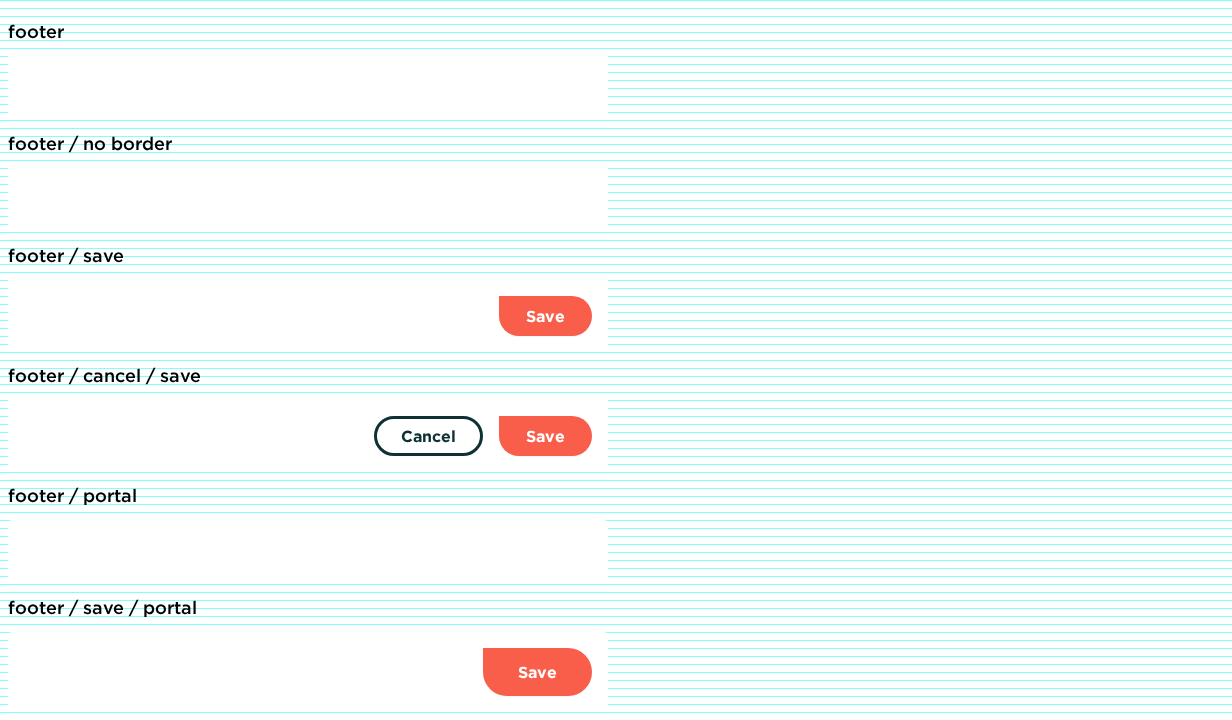 footer
footer / no border
footer / save
Save
footer / cancel / save
Cancel
Save
footer / portal
footer / save / portal
Save